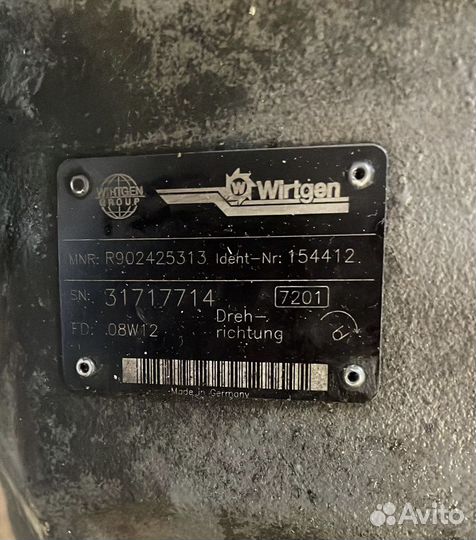 WIRTGEN
GROUP
W Wirtgen
MNR: R902425313 Ident-Nr: 154412
SN: 31717714 7201
FD: 08W12 Dreh-
richtung
Made in Germany
Avito